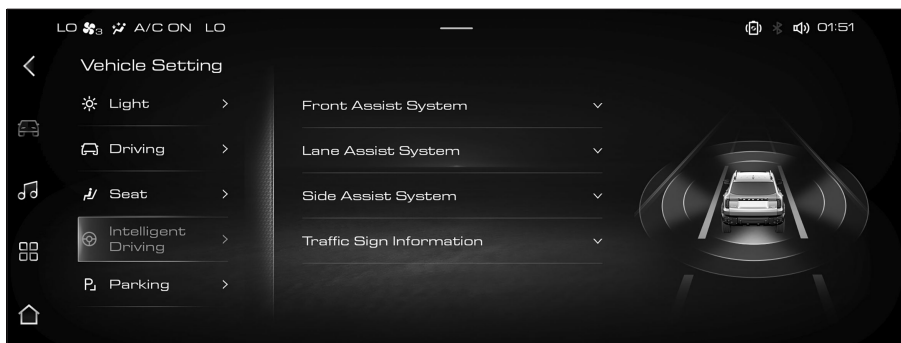 LO 3 A/C ON LO 01:51
Vehicle Setting
Light
Driving
Seat
Intelligent
Driving
Parking
Front Assist System
Lane Assist System
Side Assist System
Traffic Sign Information